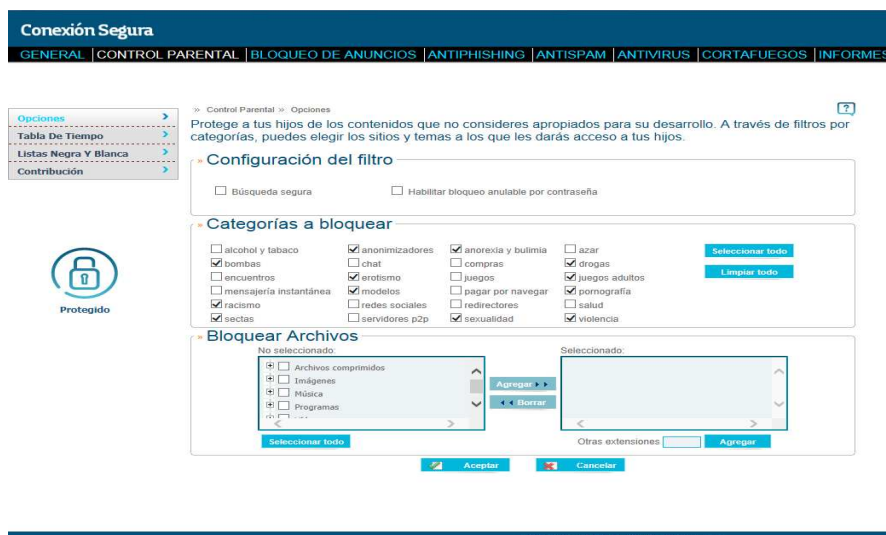 Conexión Segura
GENERAL |CONTROL PARENTAL |BLOQUEO DE ANUNCIOS |ANTIPHISHING |ANTISPAM |ANTIVIRUS |CORTAFUEGOS |INFORMES
Opciones >
Tabla De Tiempo >
Listas Negra Y Blanca >
Contribución >
Protegido
» Control Parental » Opciones
?
Protege a tus hijos de los contenidos que no consideres apropiados para su desarrollo. A través de filtros por
categorías, puedes elegir los sitios y temas a los que les darás acceso a tus hijos.
» Configuración del filtro
Búsqueda segura Habilitar bloqueo anulable por contraseña
» Categorías a bloquear
alcohol y tabaco anonimizadores anorexia y bulimia azar Seleccionar todo
bombas chat compras drogas
encuentros erotismo juegos juegos adultos Limpiar todo
mensajería instantánea modelos pagar por navegar pornografía
racismo redes sociales redirectores salud
sectas servidores p2p sexualidad violencia
» Bloquear Archivos
No seleccionado: Seleccionado:
Archivos comprimidos
Imágenes
Música
Programas
Agregar
Borrar
Seleccionar todo Otras extensiones Agregar
Aceptar Cancelar